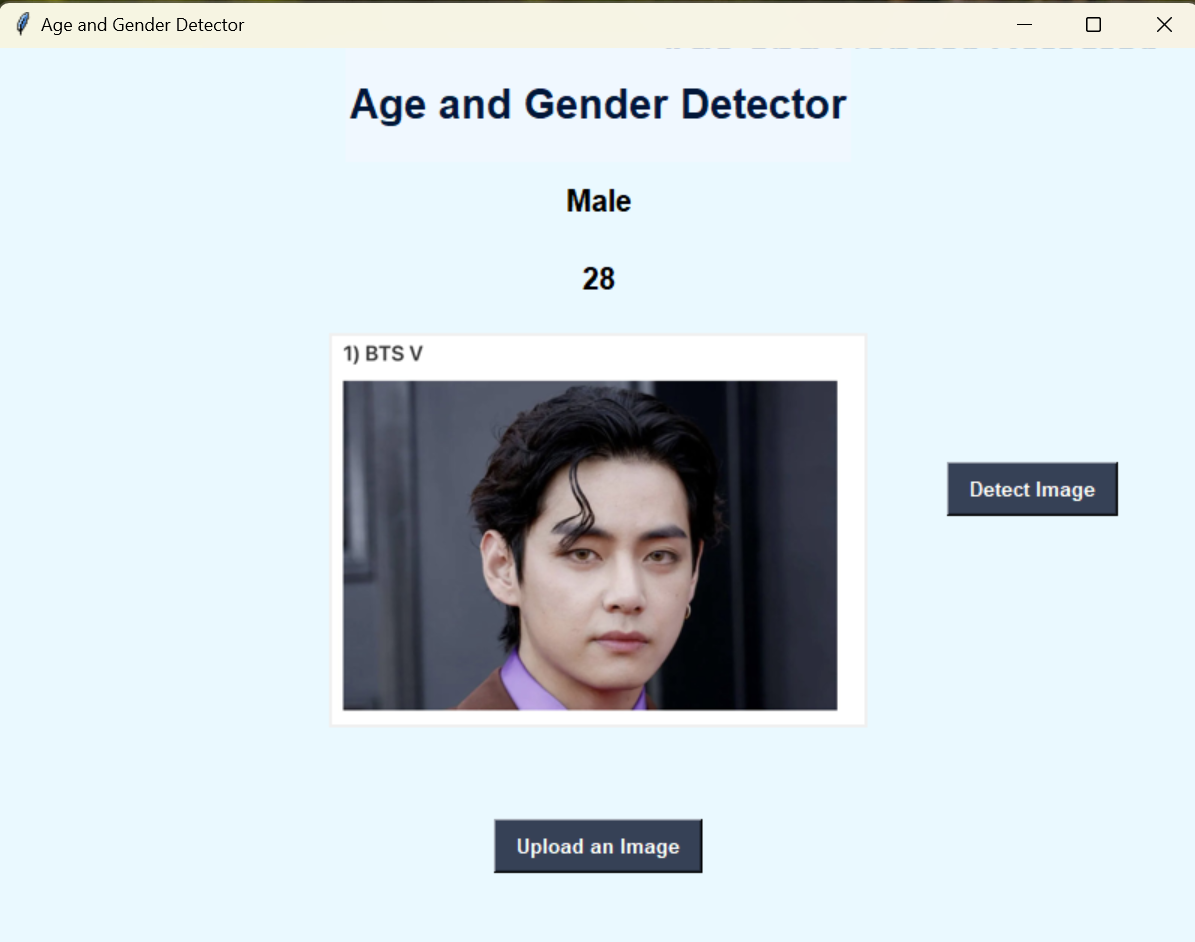 Age and Gender Detector
Age and Gender Detector
Male
28
1) BTS V
Detect Image
Upload an Image